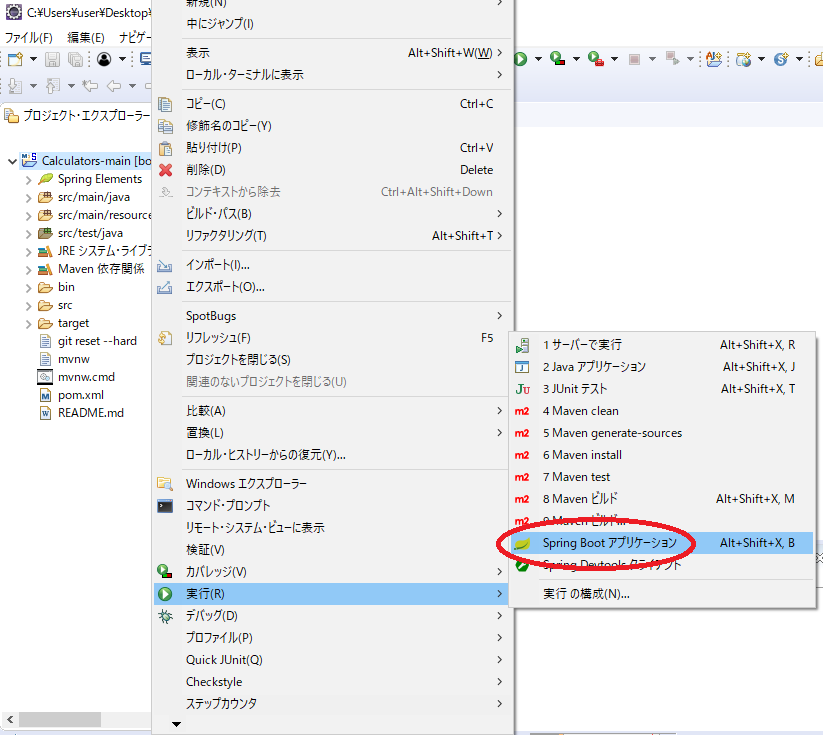 C:¥Users¥user¥Desktop¥
ファイル(F) 編集(E) ナビゲー
プロジェクト・エクスプローラー
Calculators-main [bo
Spring Elements
src/main/java
src/main/resource
src/test/java
JRE システム・ライブラ
Maven 依存関係
bin
src
target
git reset --hard
mvnw
mvnw.cmd
pom.xml
README.md
新規(N)
中にジャンプ(I)
表示 Alt+Shift+W(W)
ローカル・ターミナルに表示
コピー(C) Ctrl+C
修飾名のコピー(Y)
貼り付け(P) Ctrl+V
削除(D) Delete
コンテキストから除去 Ctrl+Alt+Shift+Down
ビルド・パス(B)
リファクタリング(T) Alt+Shift+T
インポート(I)...
エクスポート(O)...
SpotBugs
リフレッシュ(F) F5
プロジェクトを閉じる(S)
関連のないプロジェクトを閉じる(U)
比較(A)
置換(L)
ローカル・ヒストリーからの復元(Y)...
Windows エクスプローラー
コマンド・プロンプト
リモート・システム・ビューに表示
検証(V)
カバレッジ(V)
実行(R)
デバッグ(D)
プロファイル(P)
Quick JUnit(Q)
Checkstyle
ステップカウンタ
1 サーバーで実行 Alt+Shift+X, R
2 Java アプリケーション Alt+Shift+X, J
3 JUnit テスト Alt+Shift+X, T
4 Maven clean
5 Maven generate-sources
6 Maven install
7 Maven test
8 Maven ビルド Alt+Shift+X, M
9 Maven ビルド...
Spring Boot アプリケーション Alt+Shift+X, B
Spring Devtools クライアント
実行 の構成(N)...